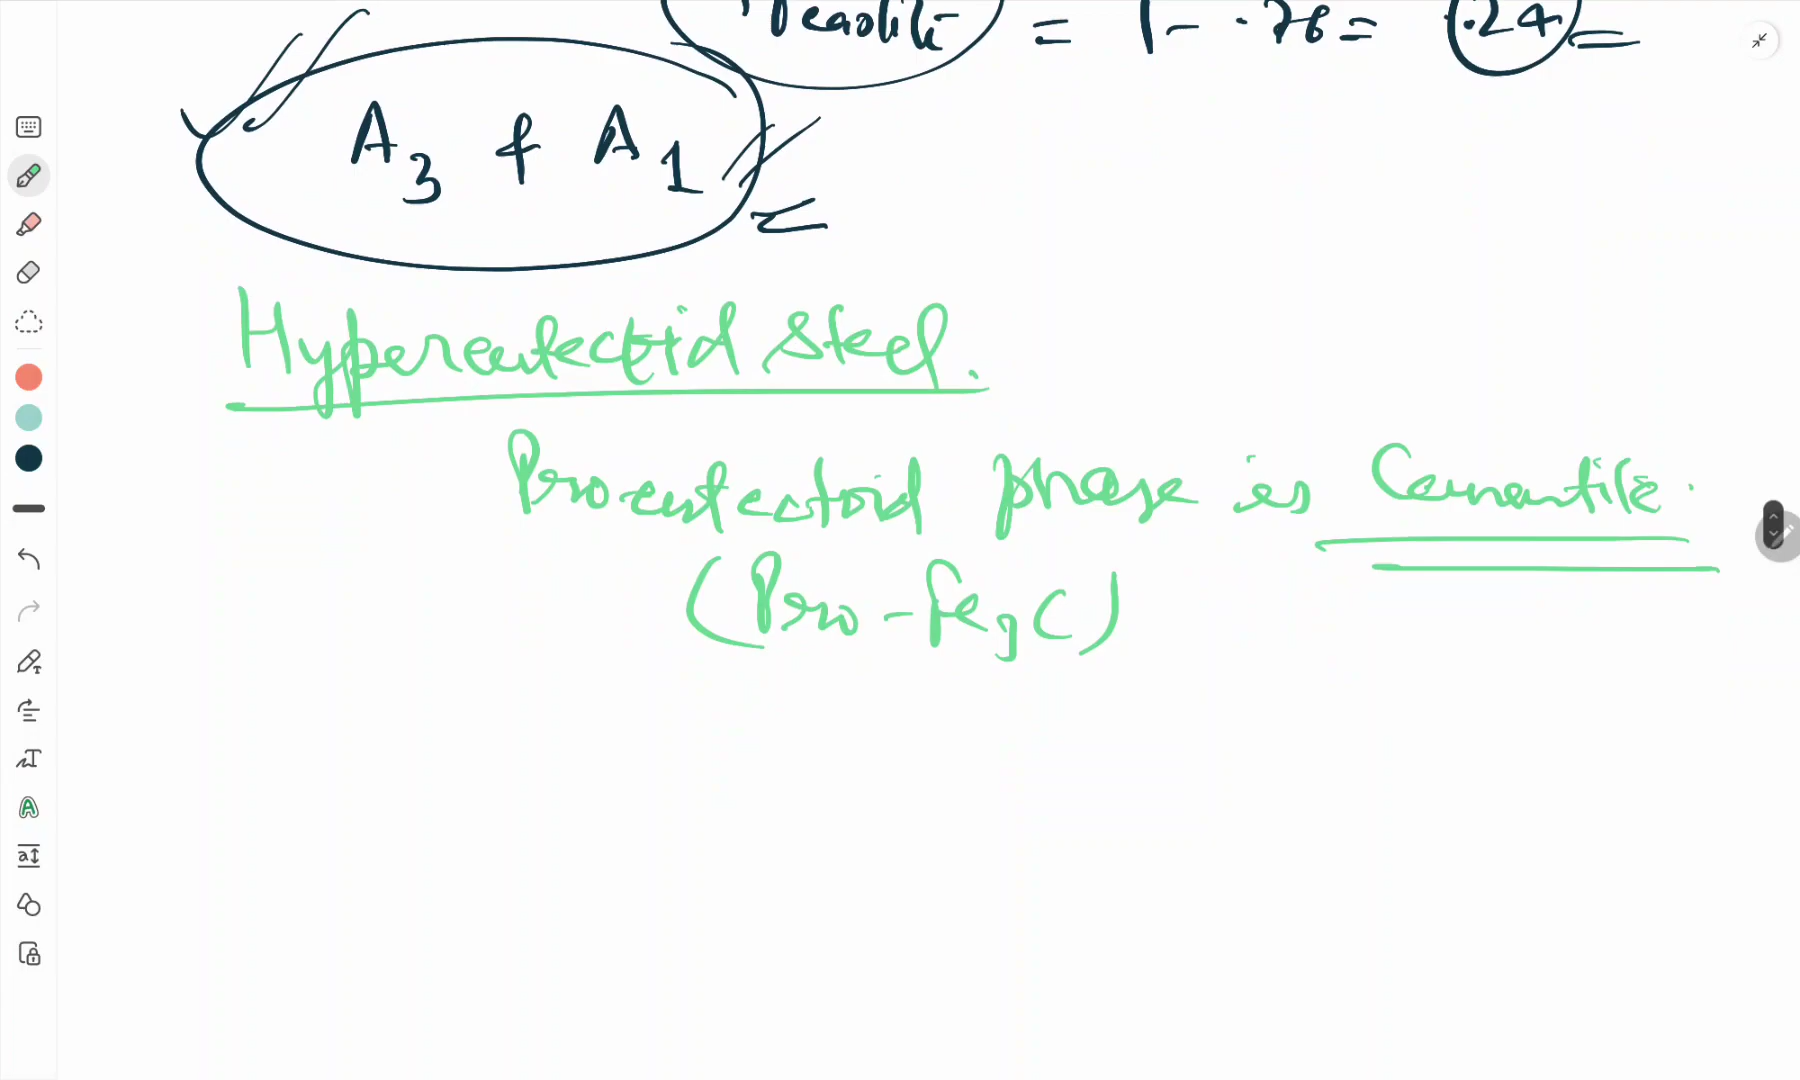 Pearlite = 1 - .76 = .24
A3 & A1
Hypereutectoid Steel.
Proeutectoid phase is Cementite.
(Pro-Fe3C)